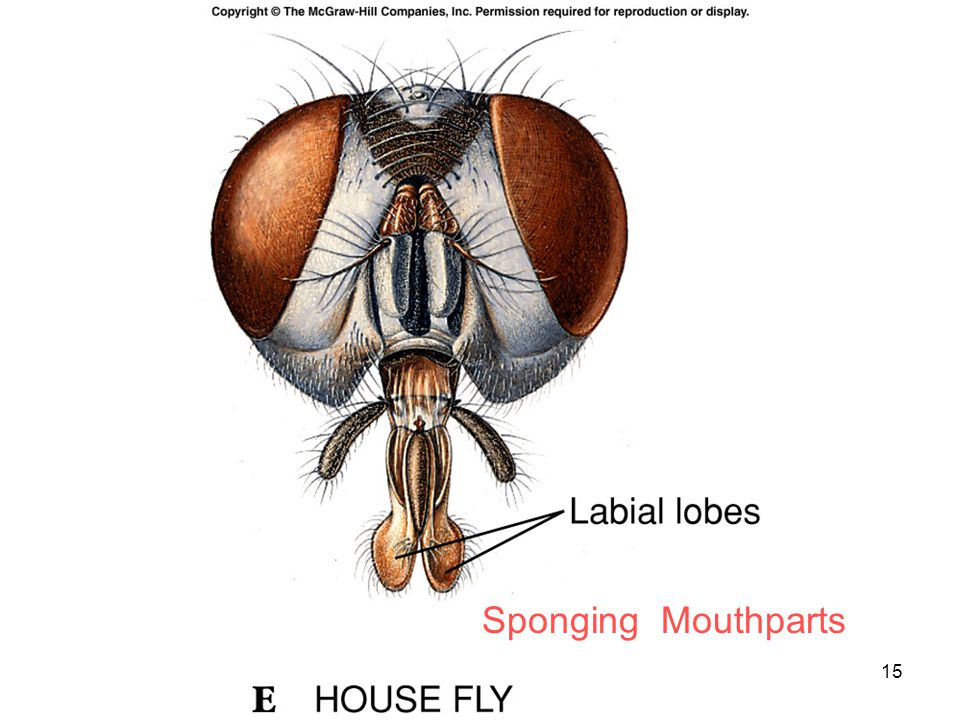 Copyright © The McGraw-Hill Companies, Inc. Permission required for reproduction or display.
Labial lobes
Sponging Mouthparts
15
E HOUSE FLY